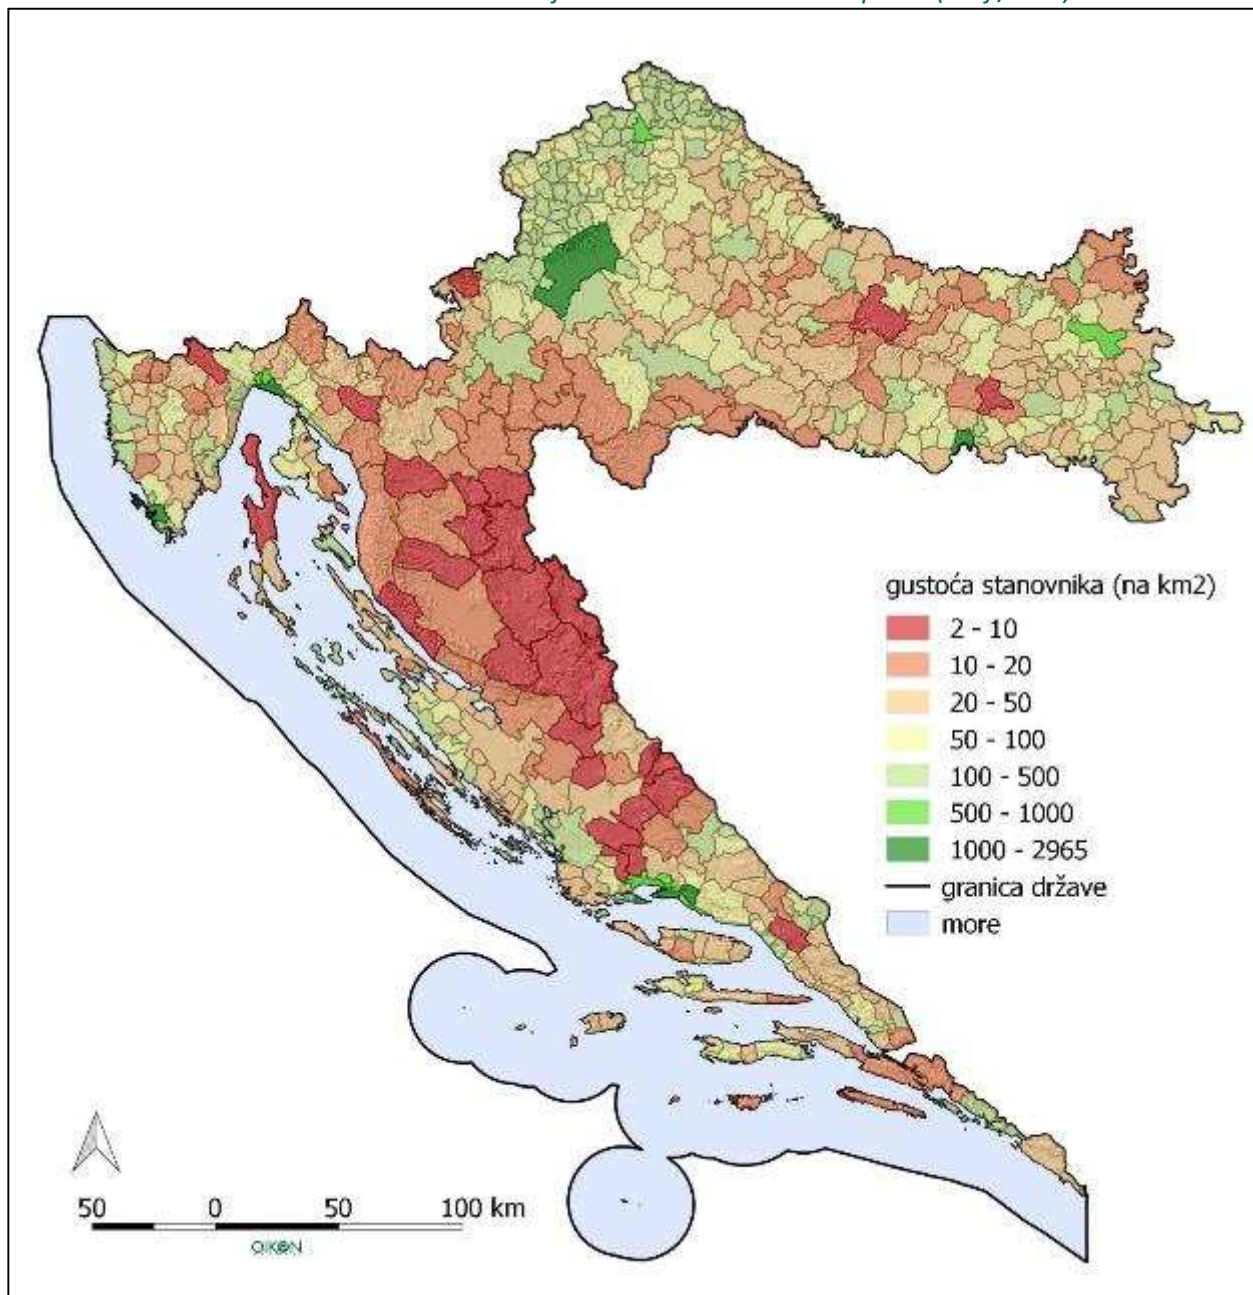 gustoća stanovnika (na km2)
2 - 10
10 - 20
20 - 50
50 - 100
100 - 500
500 - 1000
1000 - 2965
granica države
more
50 0 50 100 km
OIKON